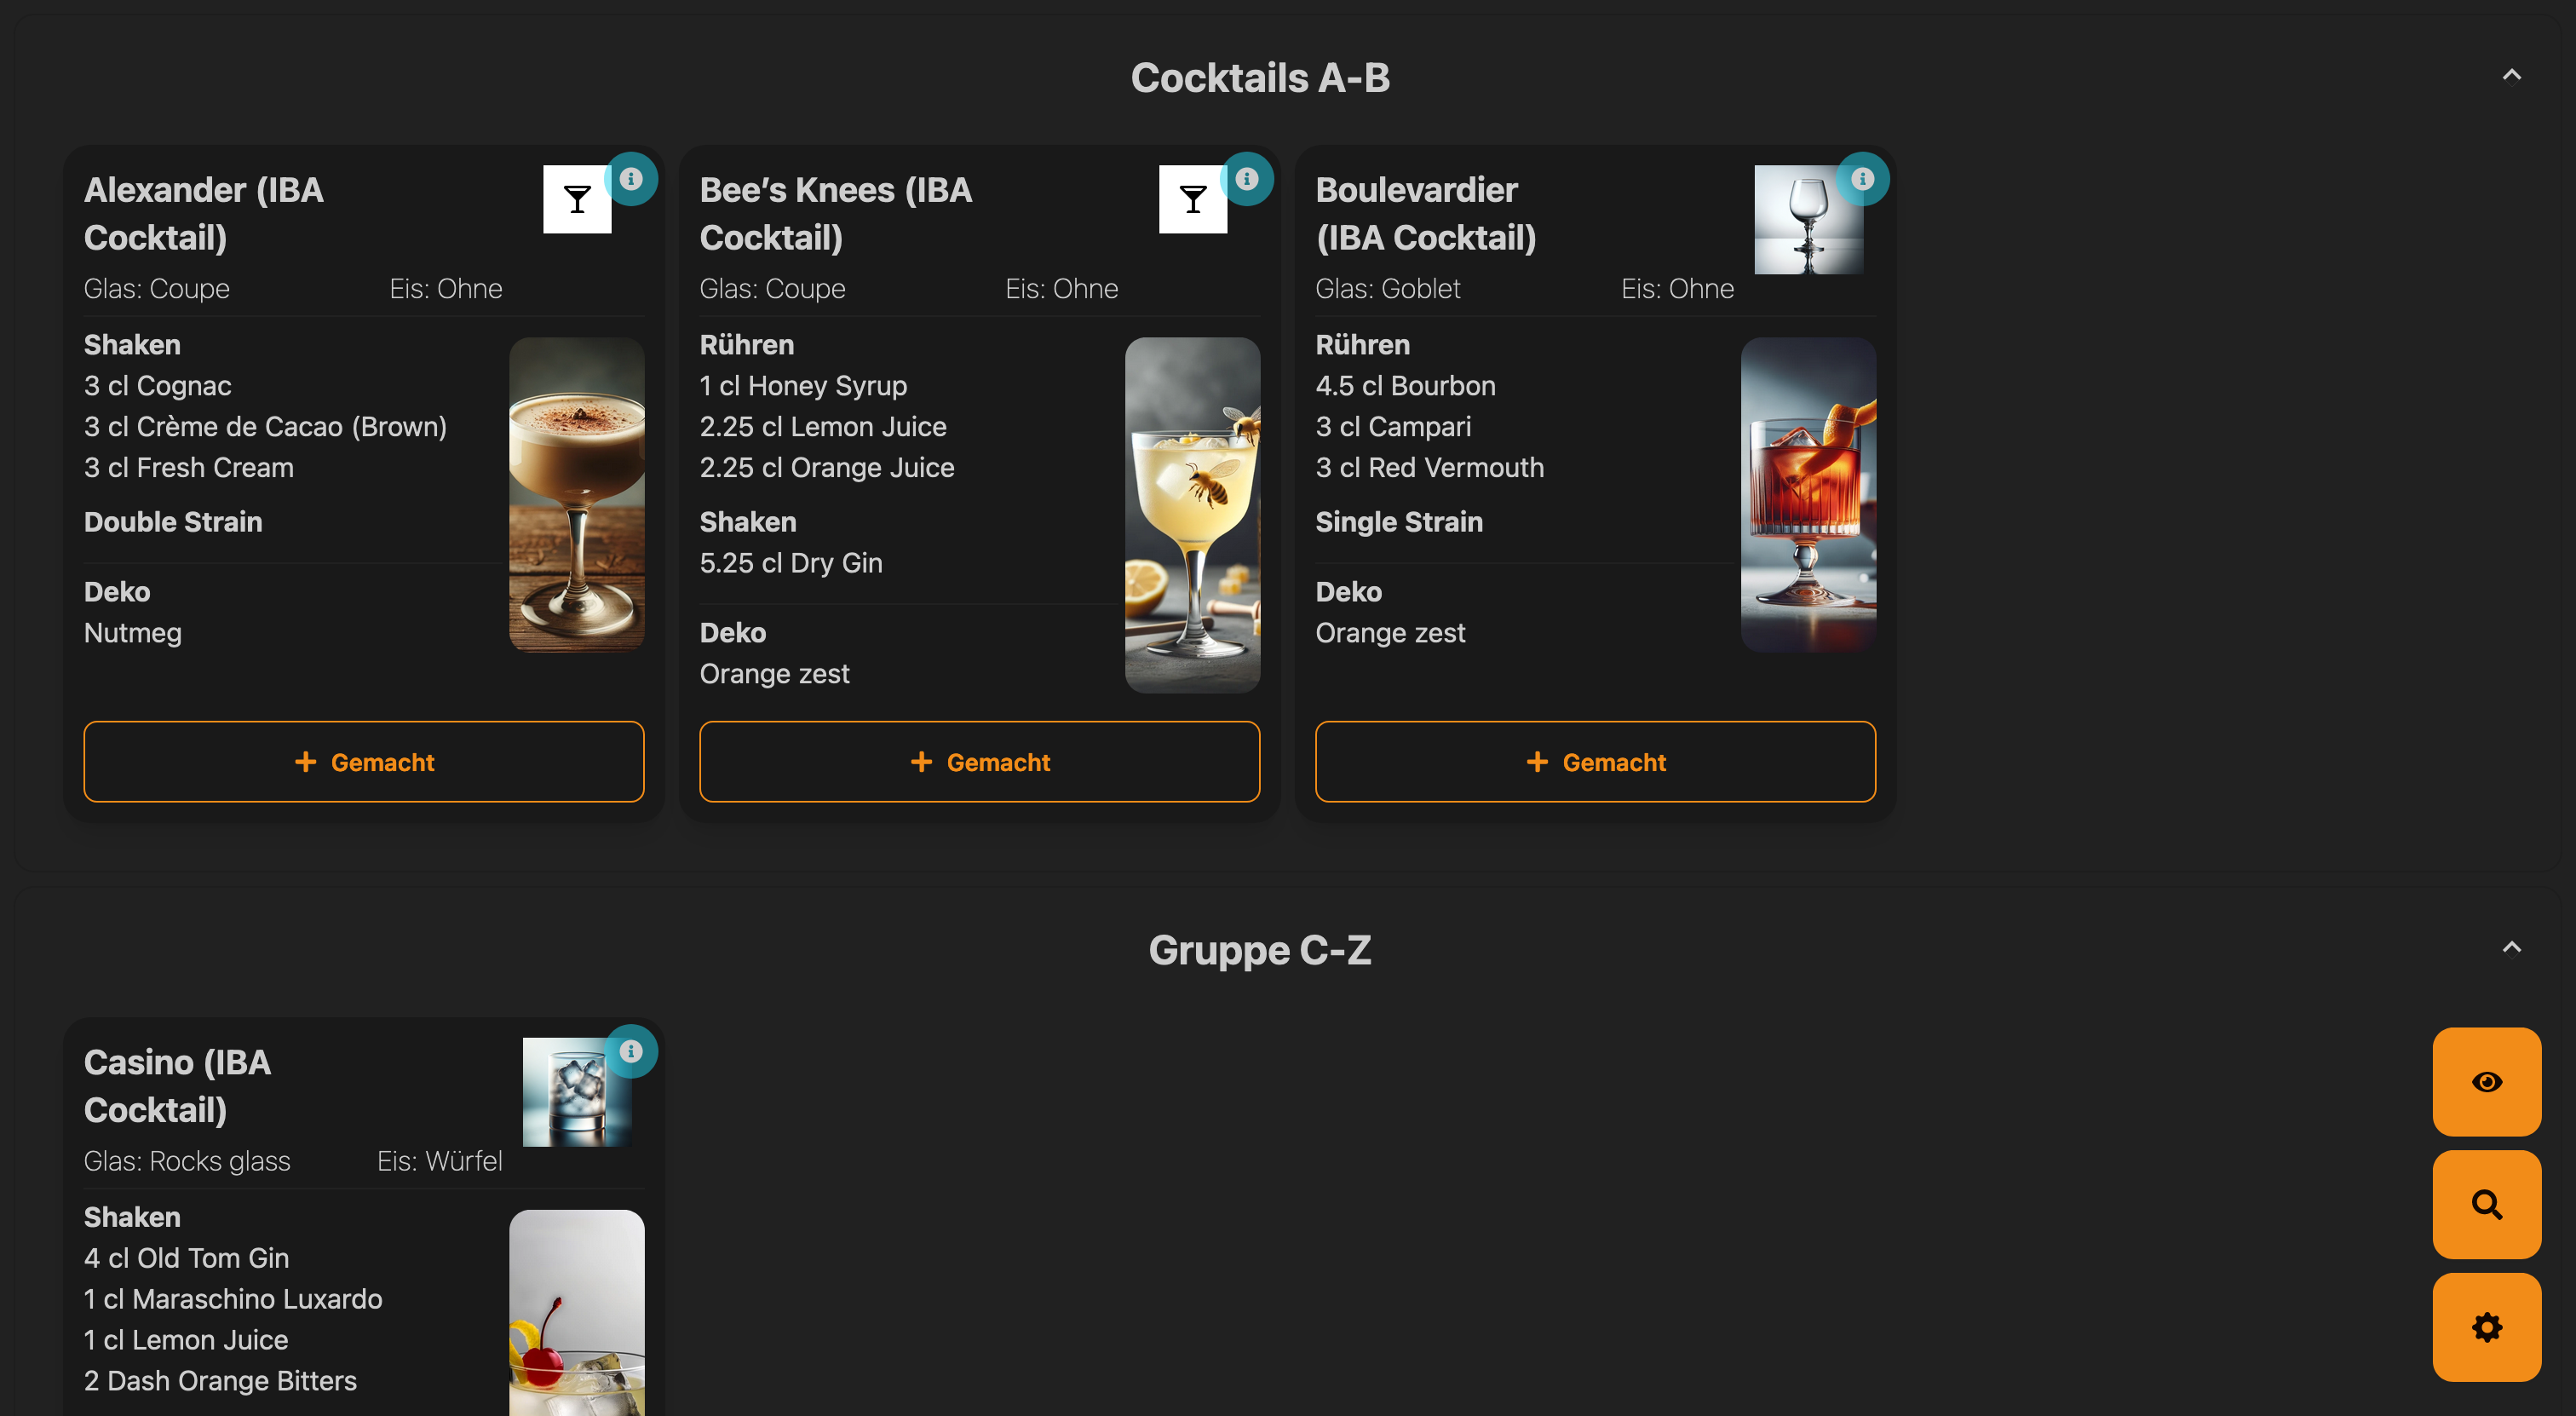 Cocktails A-B
Alexander (IBA
Cocktail)
Glas: Coupe Eis: Ohne
Shaken
3 cl Cognac
3 cl Crème de Cacao (Brown)
3 cl Fresh Cream
Double Strain
Deko
Nutmeg
+ Gemacht
Bee’s Knees (IBA
Cocktail)
Glas: Coupe Eis: Ohne
Rühren
1 cl Honey Syrup
2.25 cl Lemon Juice
2.25 cl Orange Juice
Shaken
5.25 cl Dry Gin
Deko
Orange zest
+ Gemacht
Boulevardier
(IBA Cocktail)
Glas: Goblet Eis: Ohne
Rühren
4.5 cl Bourbon
3 cl Campari
3 cl Red Vermouth
Single Strain
Deko
Orange zest
+ Gemacht
Gruppe C-Z
Casino (IBA
Cocktail)
Glas: Rocks glass Eis: Würfel
Shaken
4 cl Old Tom Gin
1 cl Maraschino Luxardo
1 cl Lemon Juice
2 Dash Orange Bitters